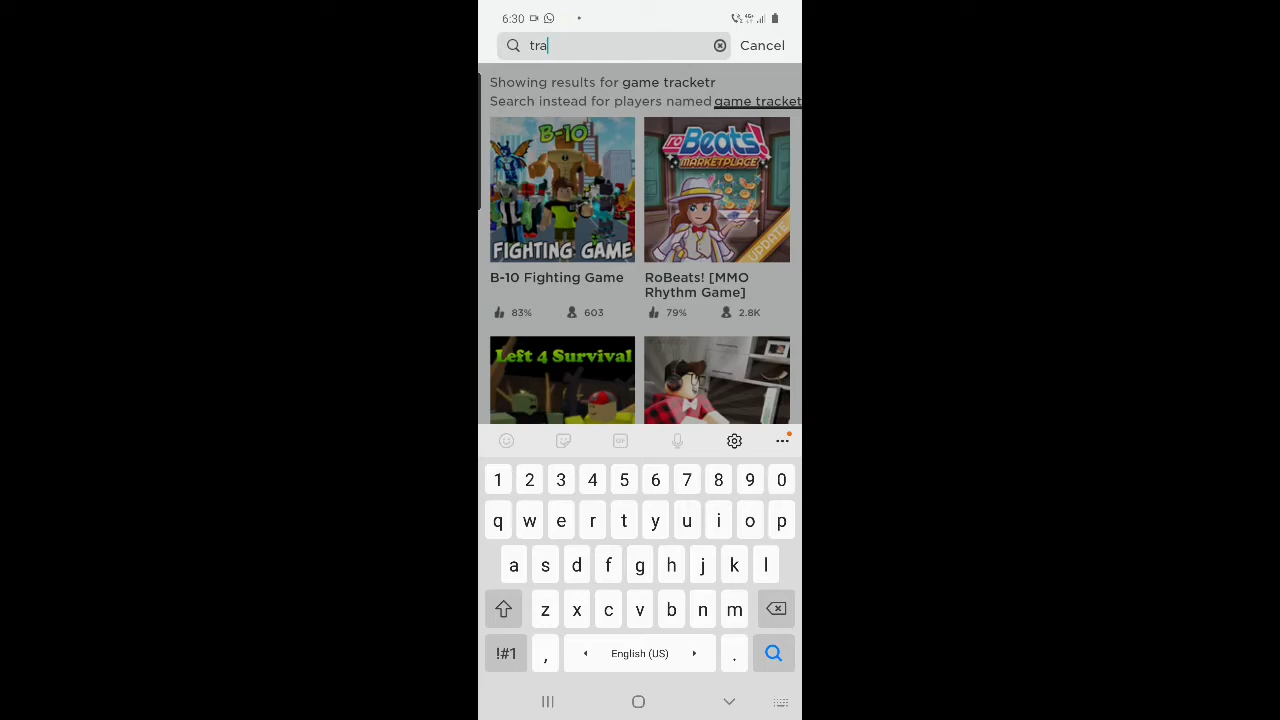 6:30
tra
Cancel
Showing results for game tracketr
Search instead for players named game tracket
B-10
FIGHTING GAME
roBeats!
MARKETPLACE
UPDATE
B-10 Fighting Game
RoBeats! [MMO
Rhythm Game]
83% 603
79% 2.8K
Left 4 Survival
GIF
1 2 3 4 5 6 7 8 9 0
q w e r t y u i o p
a s d f g h j k l
z x c v b n m
!#1 , English (US) .